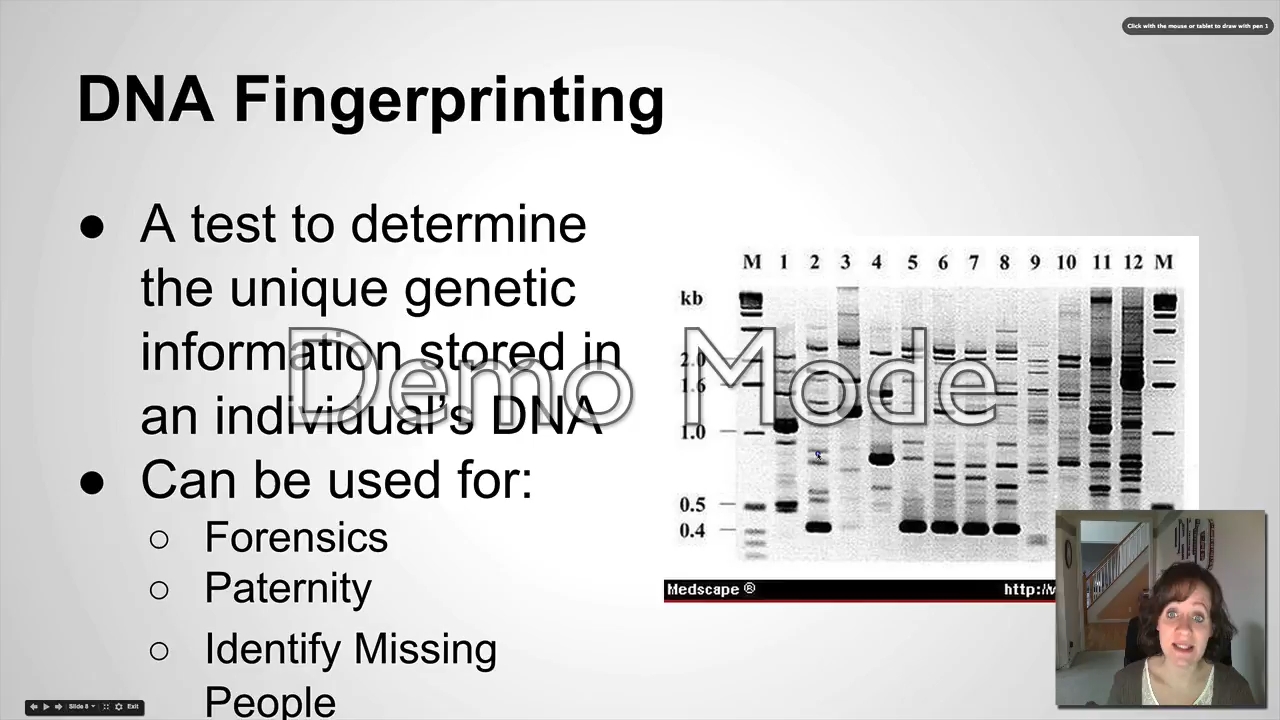 Click with the mouse or tablet to draw with pen 1
DNA Fingerprinting
● A test to determine
the unique genetic
information stored in
an individual's DNA
● Can be used for:
○ Forensics
○ Paternity
○ Identify Missing
People
Demo Mode
M 1 2 3 4 5 6 7 8 9 10 11 12 M
kb
2.0
1.6
1.0
0.5
0.4
Medscape ® http://
Slide 8 Exit